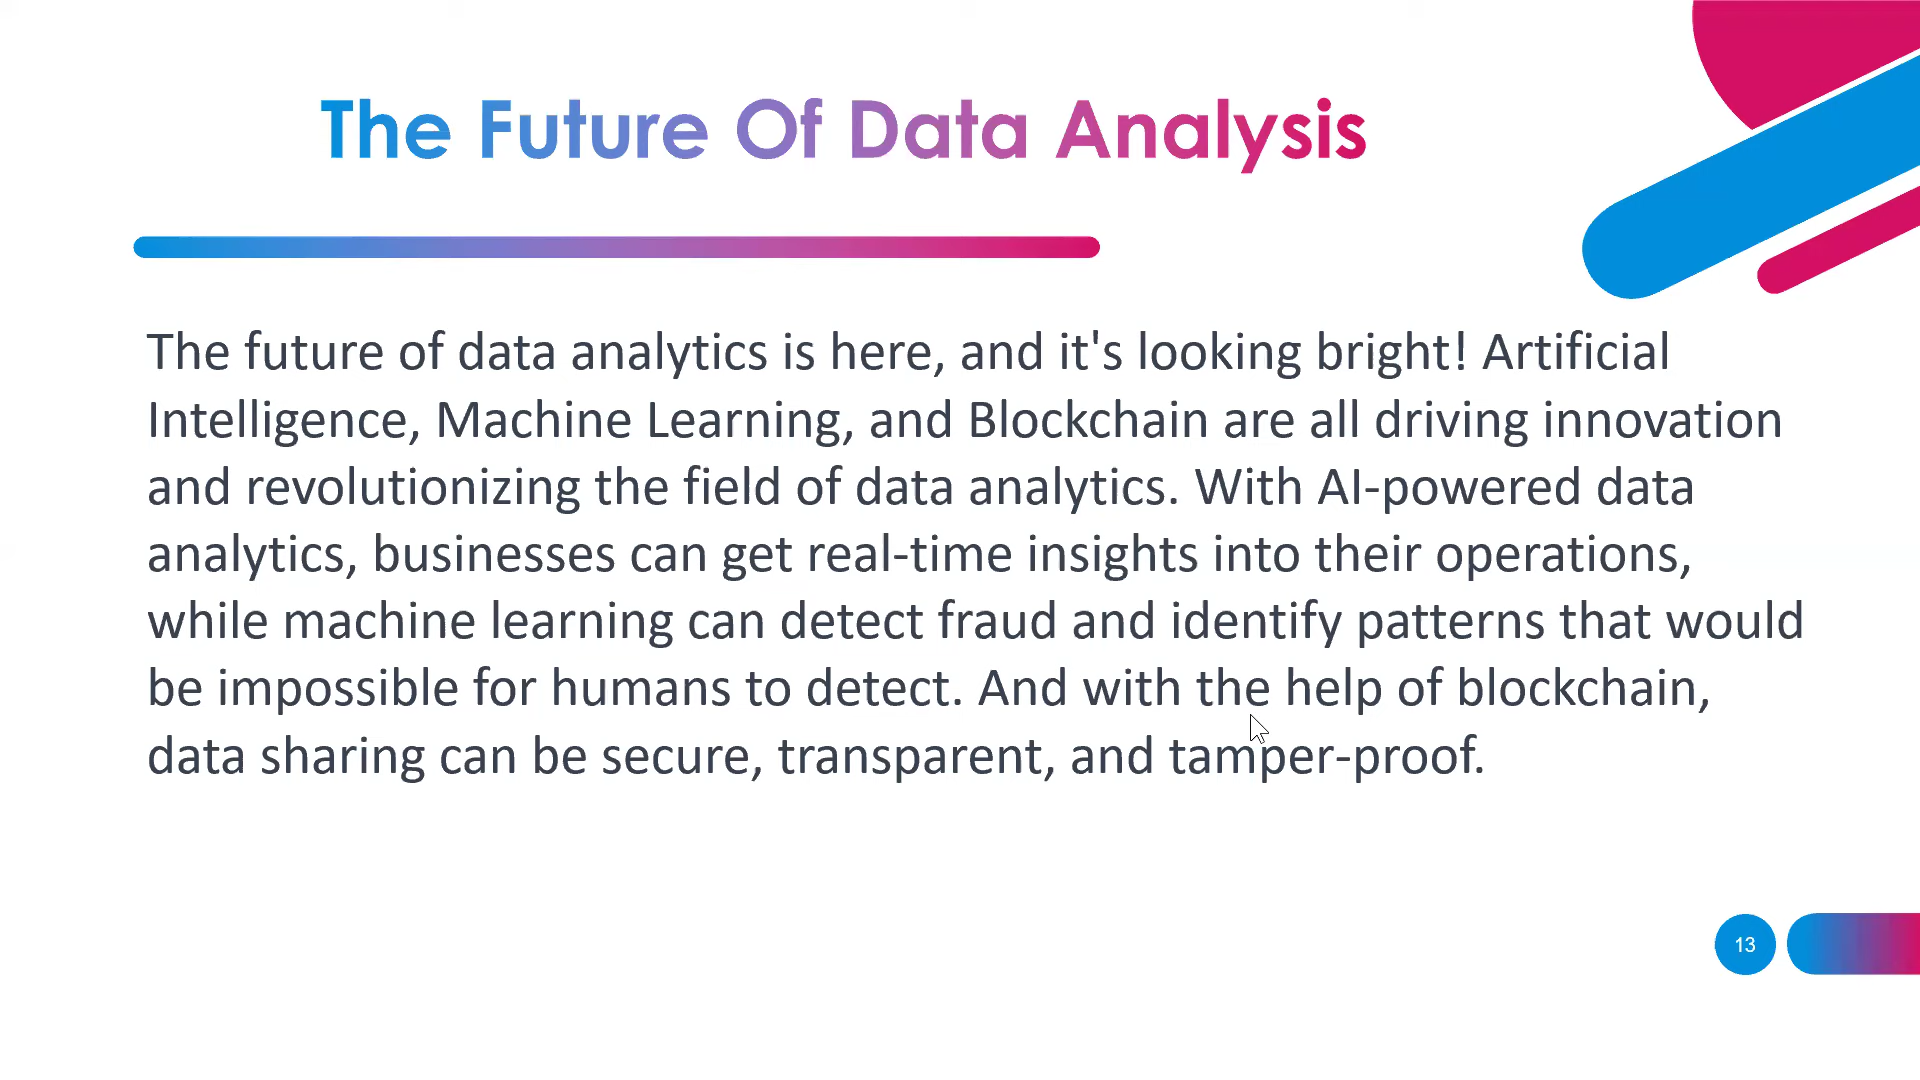 The Future Of Data Analysis
The future of data analytics is here, and it's looking bright! Artificial
Intelligence, Machine Learning, and Blockchain are all driving innovation
and revolutionizing the field of data analytics. With AI-powered data
analytics, businesses can get real-time insights into their operations,
while machine learning can detect fraud and identify patterns that would
be impossible for humans to detect. And with the help of blockchain,
data sharing can be secure, transparent, and tamper-proof.
13